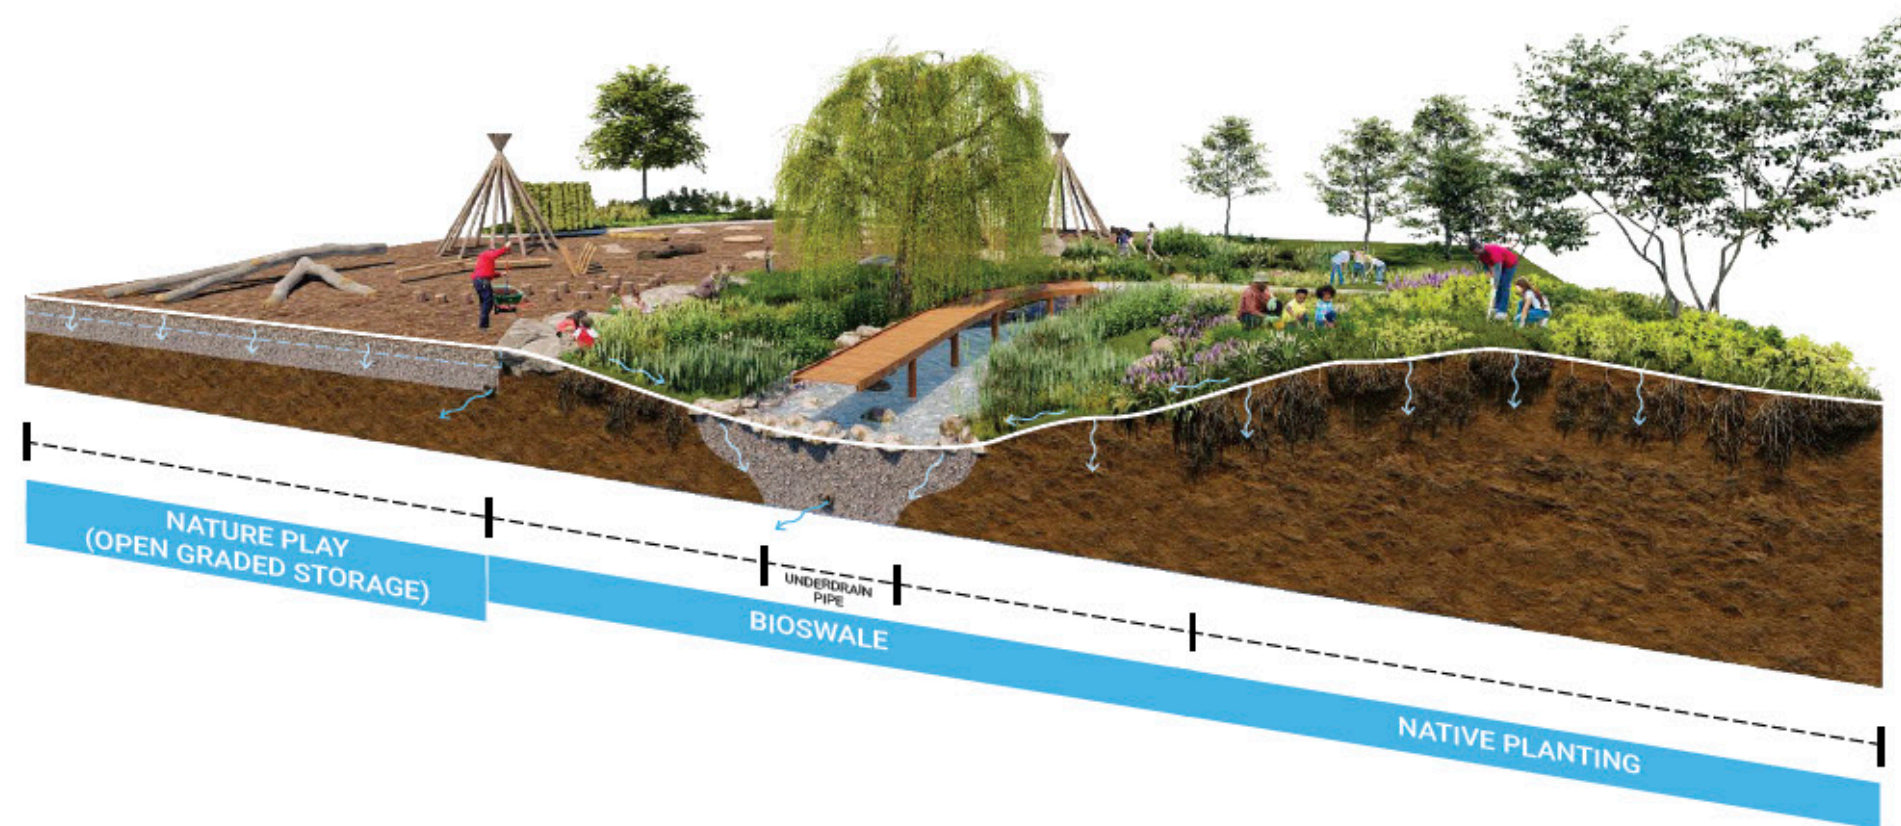 NATURE PLAY
(OPEN GRADED STORAGE)
UNDERDRAIN
PIPE
BIOSWALE
NATIVE PLANTING